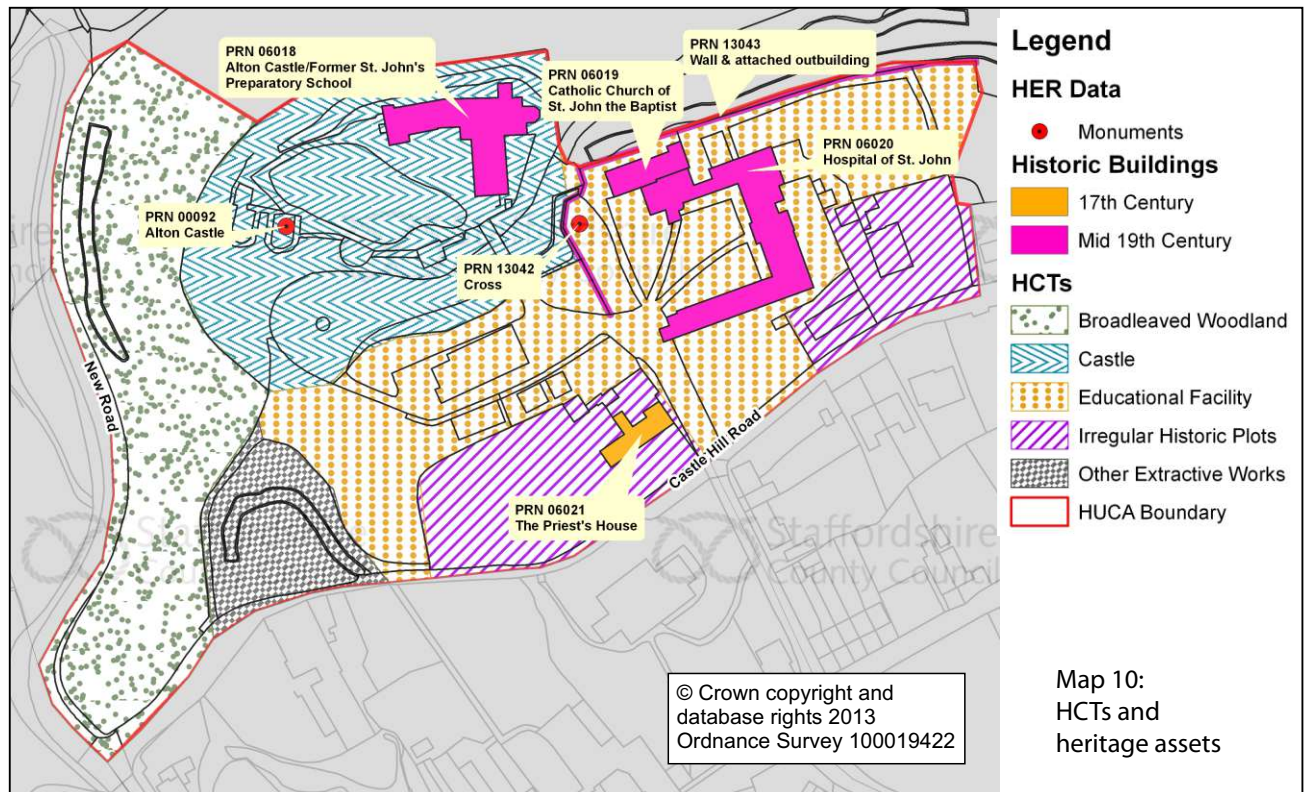 PRN 06018
Alton Castle/Former St. John's
Preparatory School
PRN 06019
Catholic Church of
St. John the Baptist
PRN 13043
Wall & attached outbuilding
PRN 06020
Hospital of St. John
PRN 00092
Alton Castle
PRN 13042
Cross
New Road
Castle Hill Road
PRN 06021
The Priest's House
Staffordshire
County Council
© Crown copyright and
database rights 2013
Ordnance Survey 100019422
Legend
HER Data
Monuments
Historic Buildings
17th Century
Mid 19th Century
HCTs
Broadleaved Woodland
Castle
Educational Facility
Irregular Historic Plots
Other Extractive Works
HUCA Boundary
Map 10:
HCTs and
heritage assets